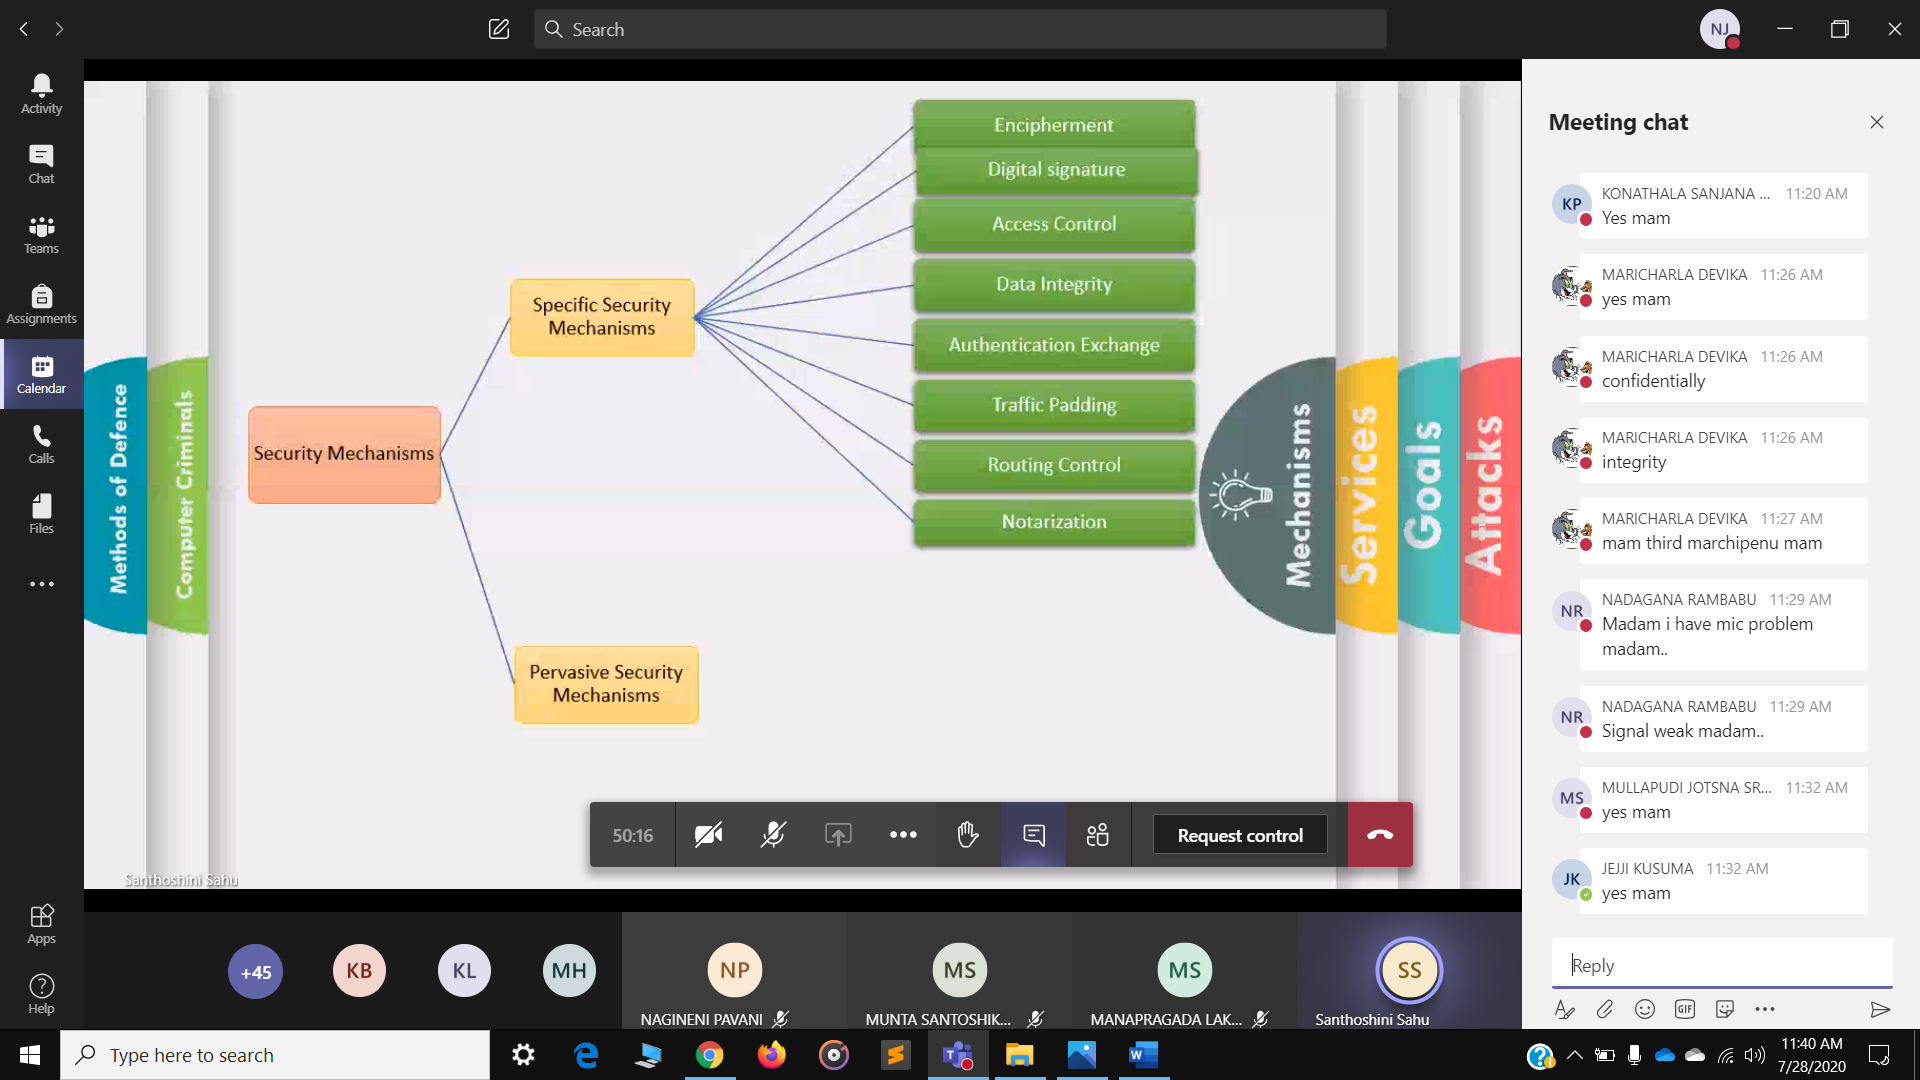 Search
NJ
Activity
Chat
Teams
Assignments
Calendar
Calls
Files
Apps
Help
Methods of Defence
Computer Criminals
Security Mechanisms
Specific Security
Mechanisms
Pervasive Security
Mechanisms
Encipherment
Digital signature
Access Control
Data Integrity
Authentication Exchange
Traffic Padding
Routing Control
Notarization
Mechanisms
Services
Goals
Attacks
50:16
Request control
Santhoshini Sahu
+45
KB
KL
MH
NP
NAGINENI PAVANI
MS
MUNTA SANTOSHIK...
MS
MANAPRAGADA LAK...
SS
Santhoshini Sahu
Meeting chat
KP
KONATHALA SANJANA ... 11:20 AM
Yes mam
MARICHARLA DEVIKA 11:26 AM
yes mam
MARICHARLA DEVIKA 11:26 AM
confidentially
MARICHARLA DEVIKA 11:26 AM
integrity
MARICHARLA DEVIKA 11:27 AM
mam third marchipenu mam
NR
NADAGANA RAMBABU 11:29 AM
Madam i have mic problem
madam..
NR
NADAGANA RAMBABU 11:29 AM
Signal weak madam..
MS
MULLAPUDI JOTSNA SR... 11:32 AM
yes mam
JK
JEJJI KUSUMA 11:32 AM
yes mam
Reply
GIF
Type here to search
11:40 AM
7/28/2020